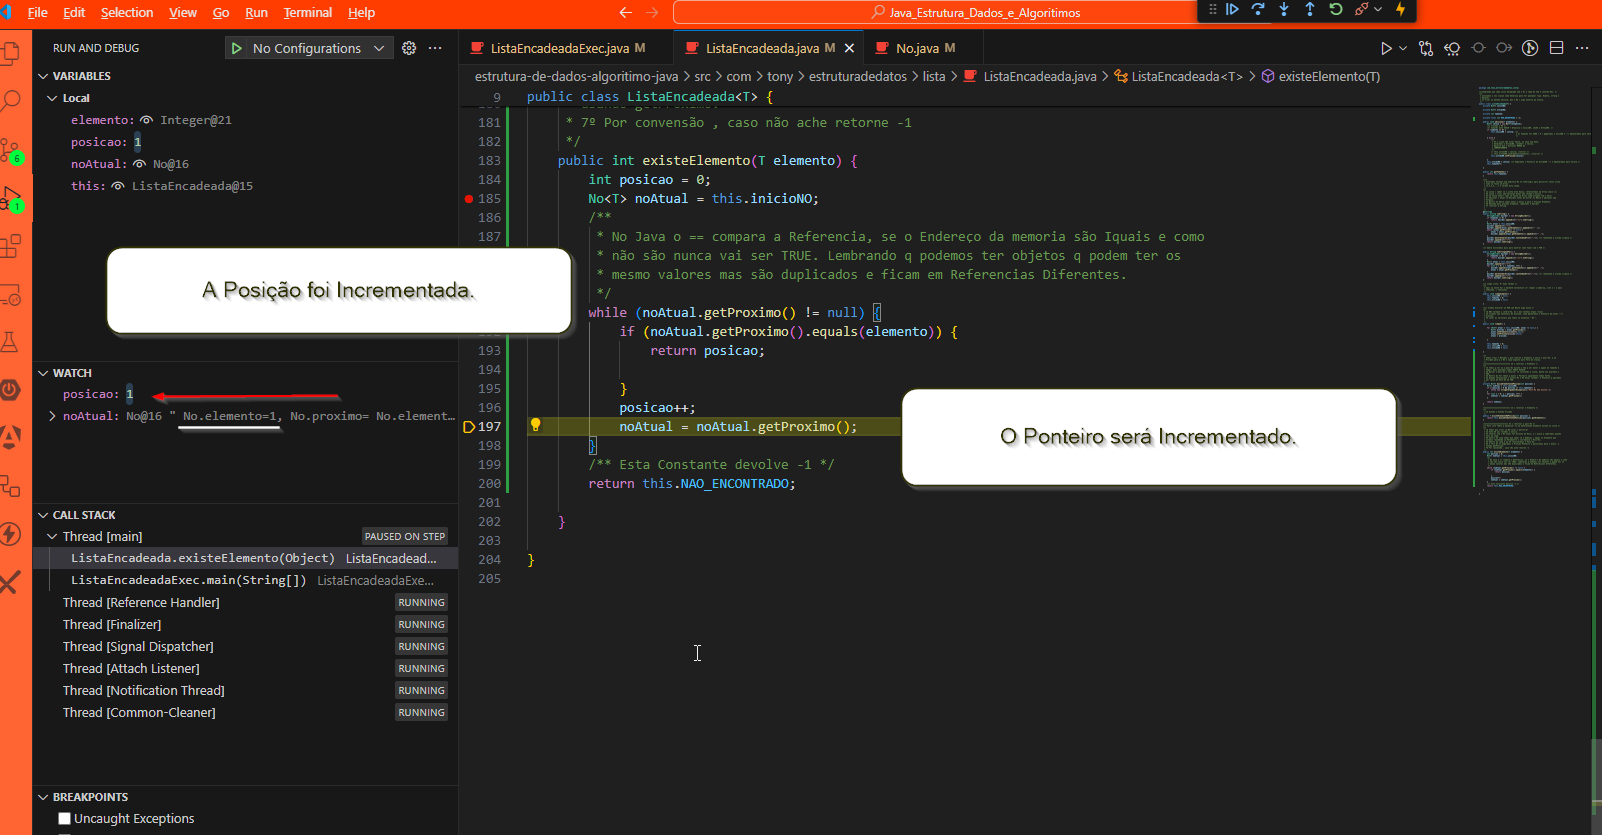 File Edit Selection View Go Run Terminal Help
Java_Estrutura_Dados_e_Algoritimos
RUN AND DEBUG
No Configurations
ListaEncadeadaExec.java M
ListaEncadeada.java M
No.java M
estrutura-de-dados-algoritimo-java > src > com > tony > estruturadedatos > lista > ListaEncadeada.java > ListaEncadeada<T> > existeElemento(T)
VARIABLES
Local
elemento: Integer@21
posicao: 1
noAtual: No@16
this: ListaEncadeada@15
A Posição foi Incrementada.
WATCH
posicao: 1
noAtual: No@16 " No.elemento=1, No.proximo= No.element...
CALL STACK
Thread [main] PAUSED ON STEP
ListaEncadeada.existeElemento(Object) ListaEncadead...
ListaEncadeadaExec.main(String[]) ListaEncadeadaExe...
Thread [Reference Handler] RUNNING
Thread [Finalizer] RUNNING
Thread [Signal Dispatcher] RUNNING
Thread [Attach Listener] RUNNING
Thread [Notification Thread] RUNNING
Thread [Common-Cleaner] RUNNING
BREAKPOINTS
Uncaught Exceptions
6
1
9 public class ListaEncadeada<T> {
181 * 7º Por convensão , caso não ache retorne -1
182 */
183 public int existeElemento(T elemento) {
184 int posicao = 0;
185 No<T> noAtual = this.inicioNO;
186 /**
187 * No Java o == compara a Referencia, se o Endereço da memoria são Iquais e como
* não são nunca vai ser TRUE. Lembrando q podemos ter objetos q podem ter os
* mesmo valores mas são duplicados e ficam em Referencias Diferentes.
*/
while (noAtual.getProximo() != null) {
if (noAtual.getProximo().equals(elemento)) {
193 return posicao;
194
195 }
196 posicao++;
197 noAtual = noAtual.getProximo();
198 }
199 /** Esta Constante devolve -1 */
200 return this.NAO_ENCONTRADO;
201
202 }
203
204 }
205
O Ponteiro será Incrementado.